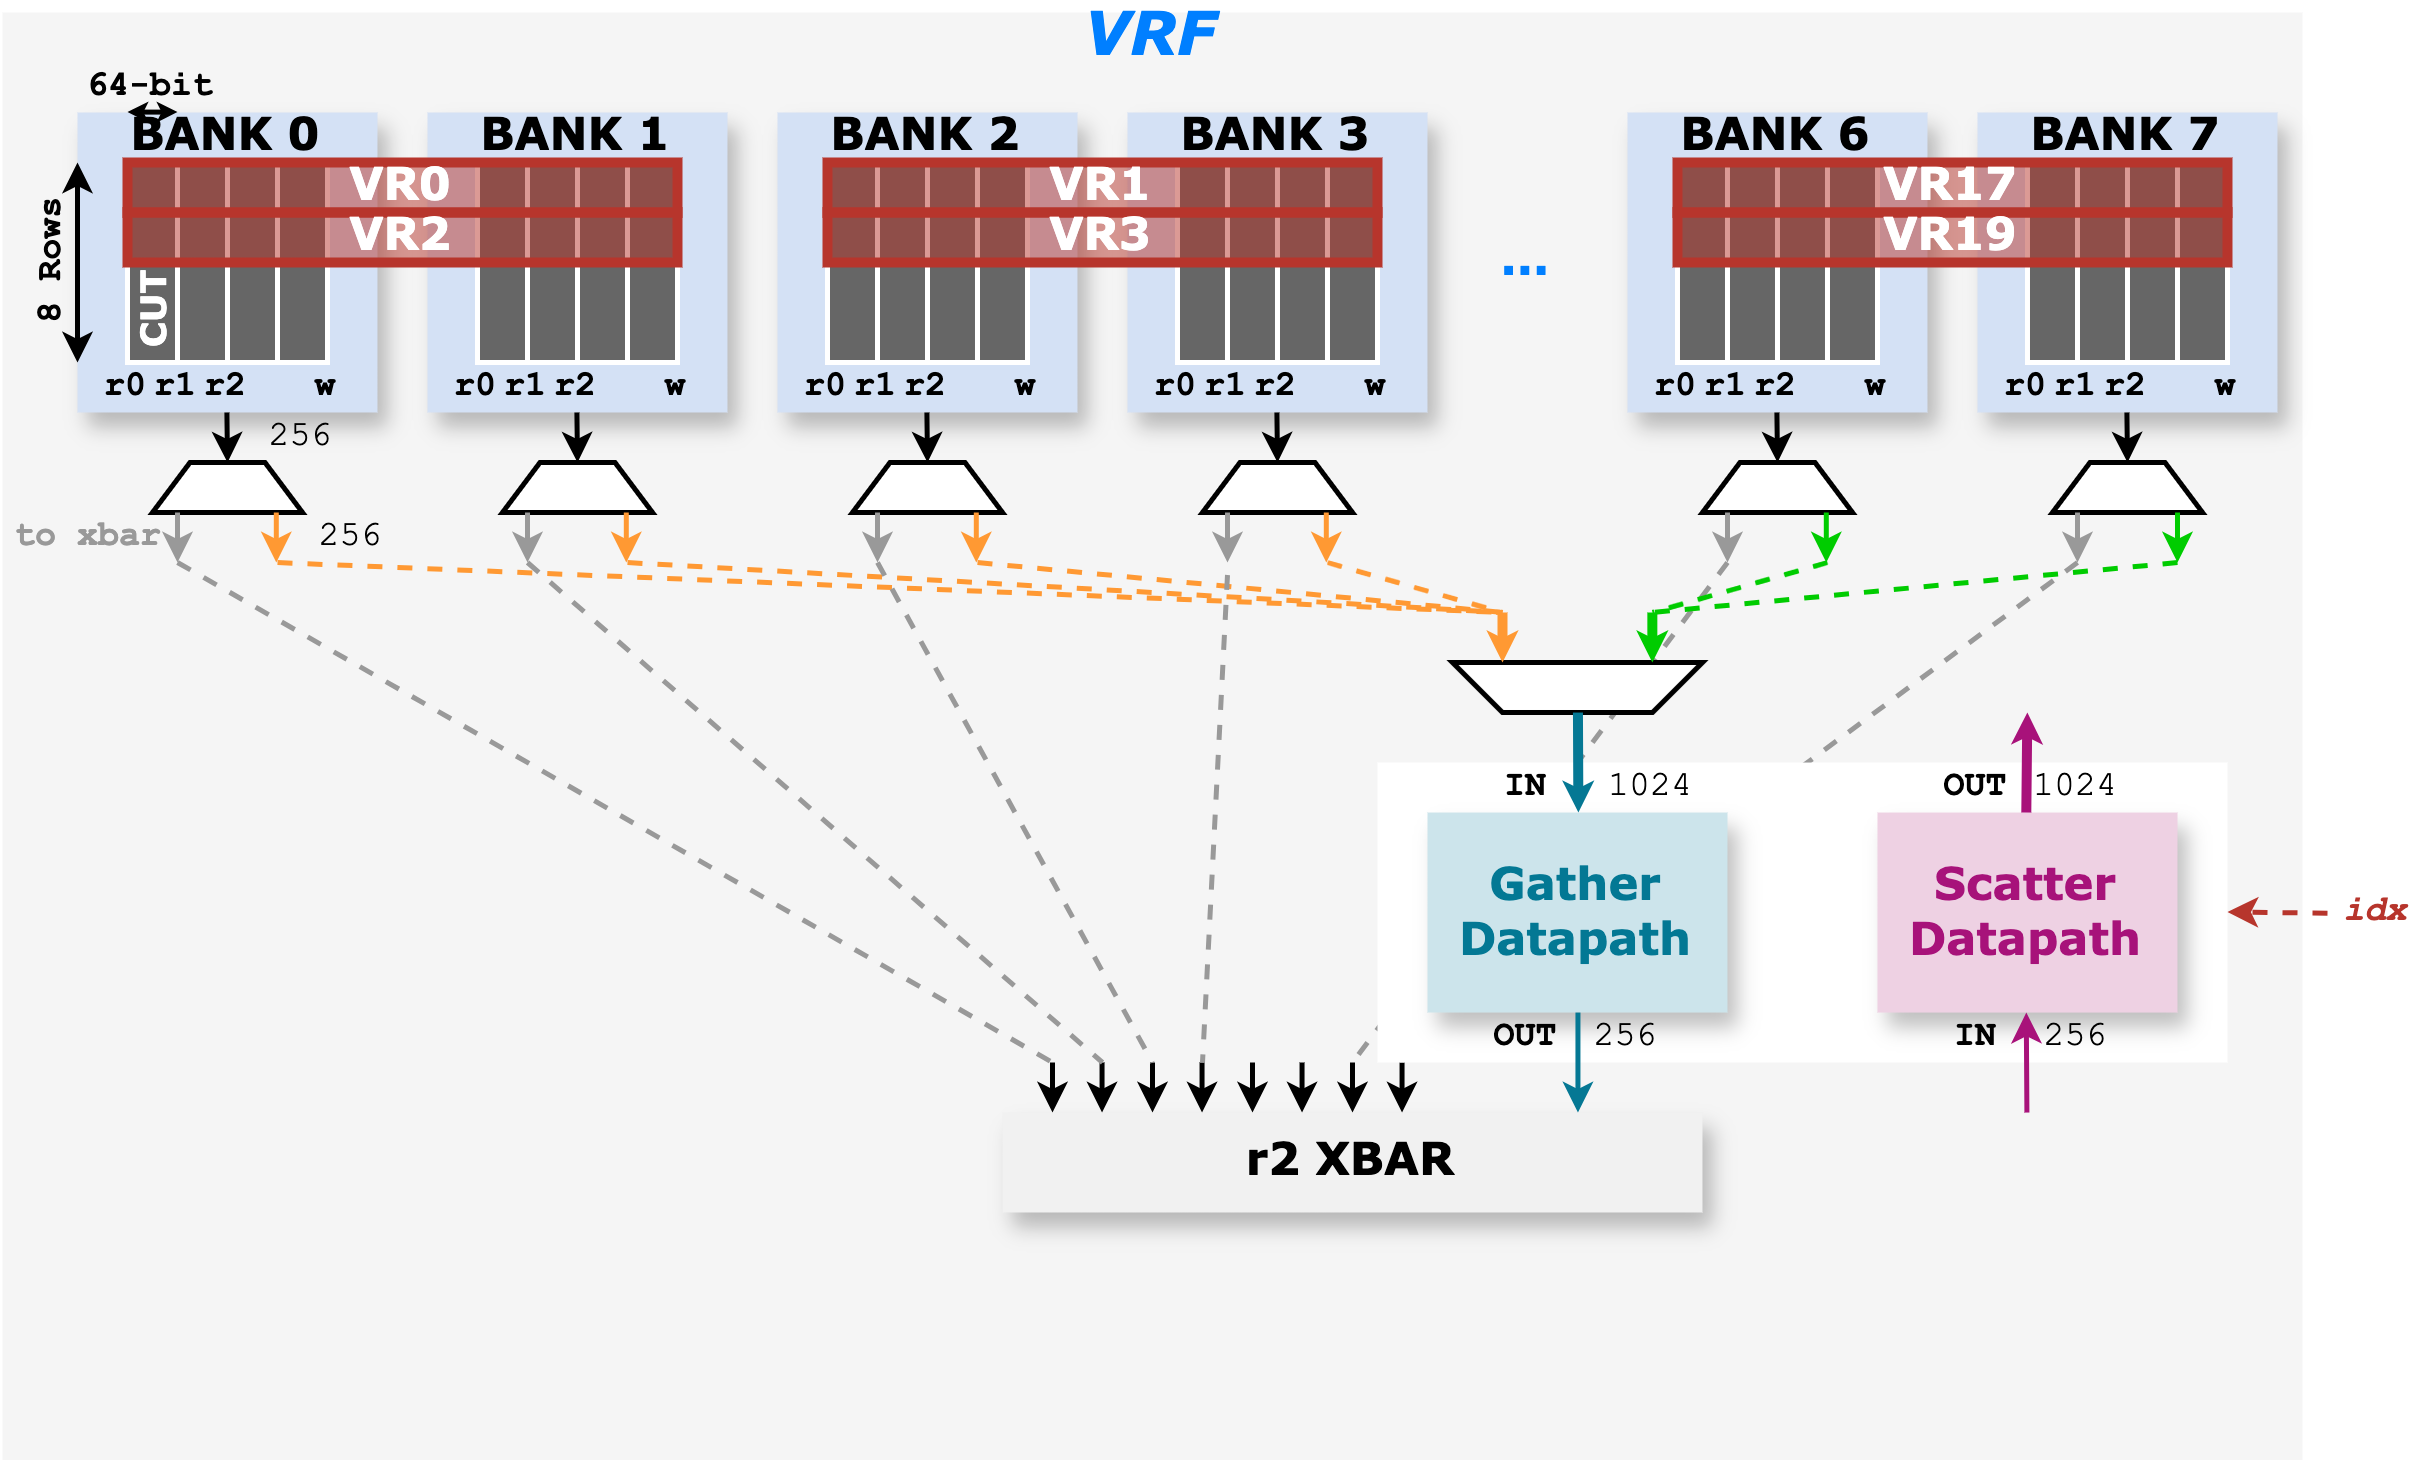 VRF
64-bit
BANK 0 BANK 1 BANK 2 BANK 3 BANK 6 BANK 7
VR0 VR1 VR17
VR2 VR3 ... VR19
8 Rows
CUT
r0 r1 r2 w r0 r1 r2 w r0 r1 r2 w r0 r1 r2 w r0 r1 r2 w r0 r1 r2 w
256
to xbar 256
IN 1024 OUT 1024
Gather Scatter
Datapath Datapath
idx
OUT 256 IN 256
r2 XBAR